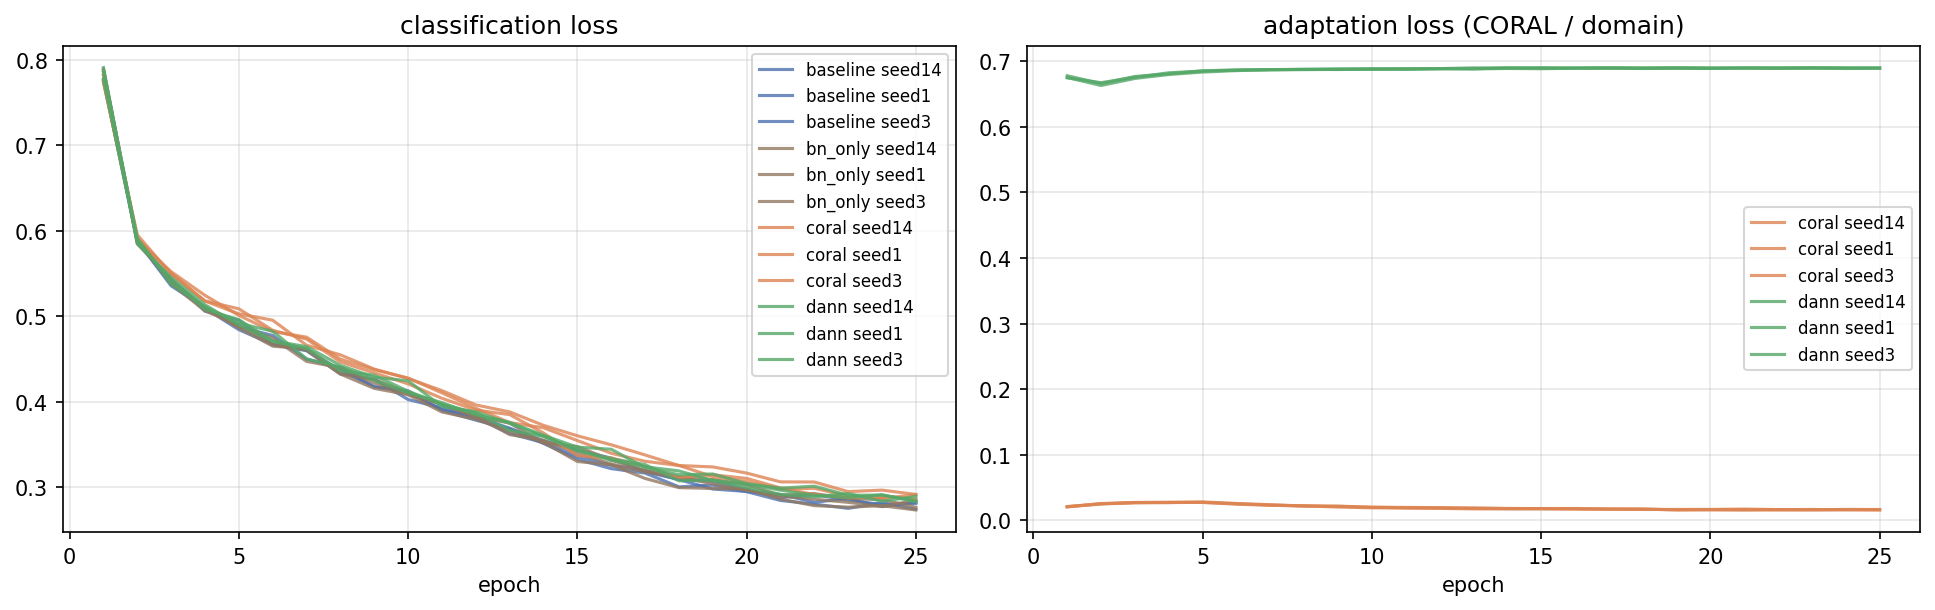 classification loss
0.8
0.7
0.6
0.5
0.4
0.3
0
5
10
15
20
25
epoch
baseline seed14
baseline seed1
baseline seed3
bn_only seed14
bn_only seed1
bn_only seed3
coral seed14
coral seed1
coral seed3
dann seed14
dann seed1
dann seed3
adaptation loss (CORAL / domain)
0.7
0.6
0.5
0.4
0.3
0.2
0.1
0.0
0
5
10
15
20
25
epoch
coral seed14
coral seed1
coral seed3
dann seed14
dann seed1
dann seed3